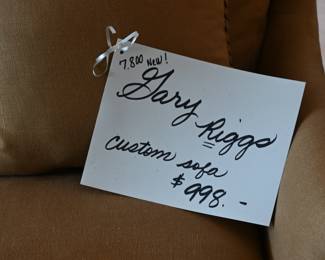 7,800 New!
Gary
Riggs
custom sofa
$998.-